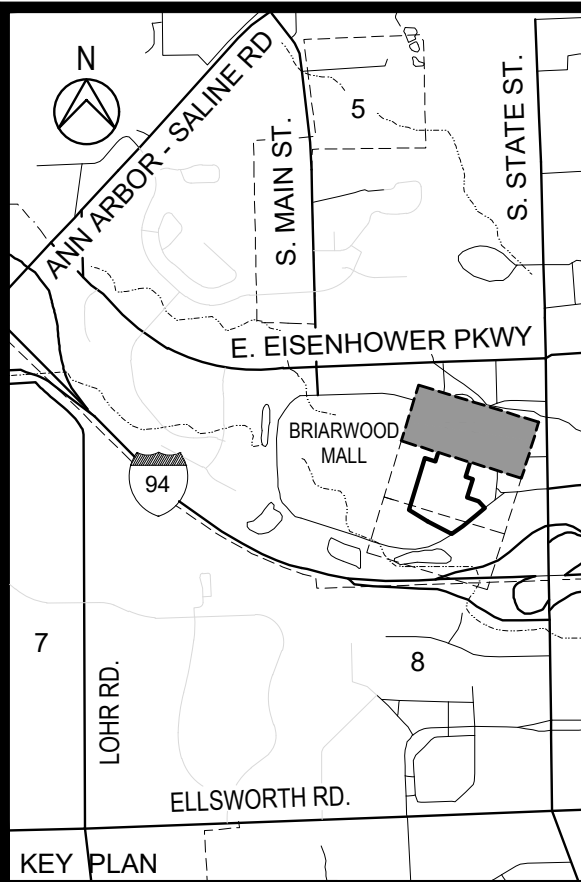 N
ANN ARBOR - SALINE RD
S. MAIN ST.
5
S. STATE ST.
E. EISENHOWER PKWY
BRIARWOOD
MALL
94
7
LOHR RD.
8
ELLSWORTH RD.
KEY PLAN